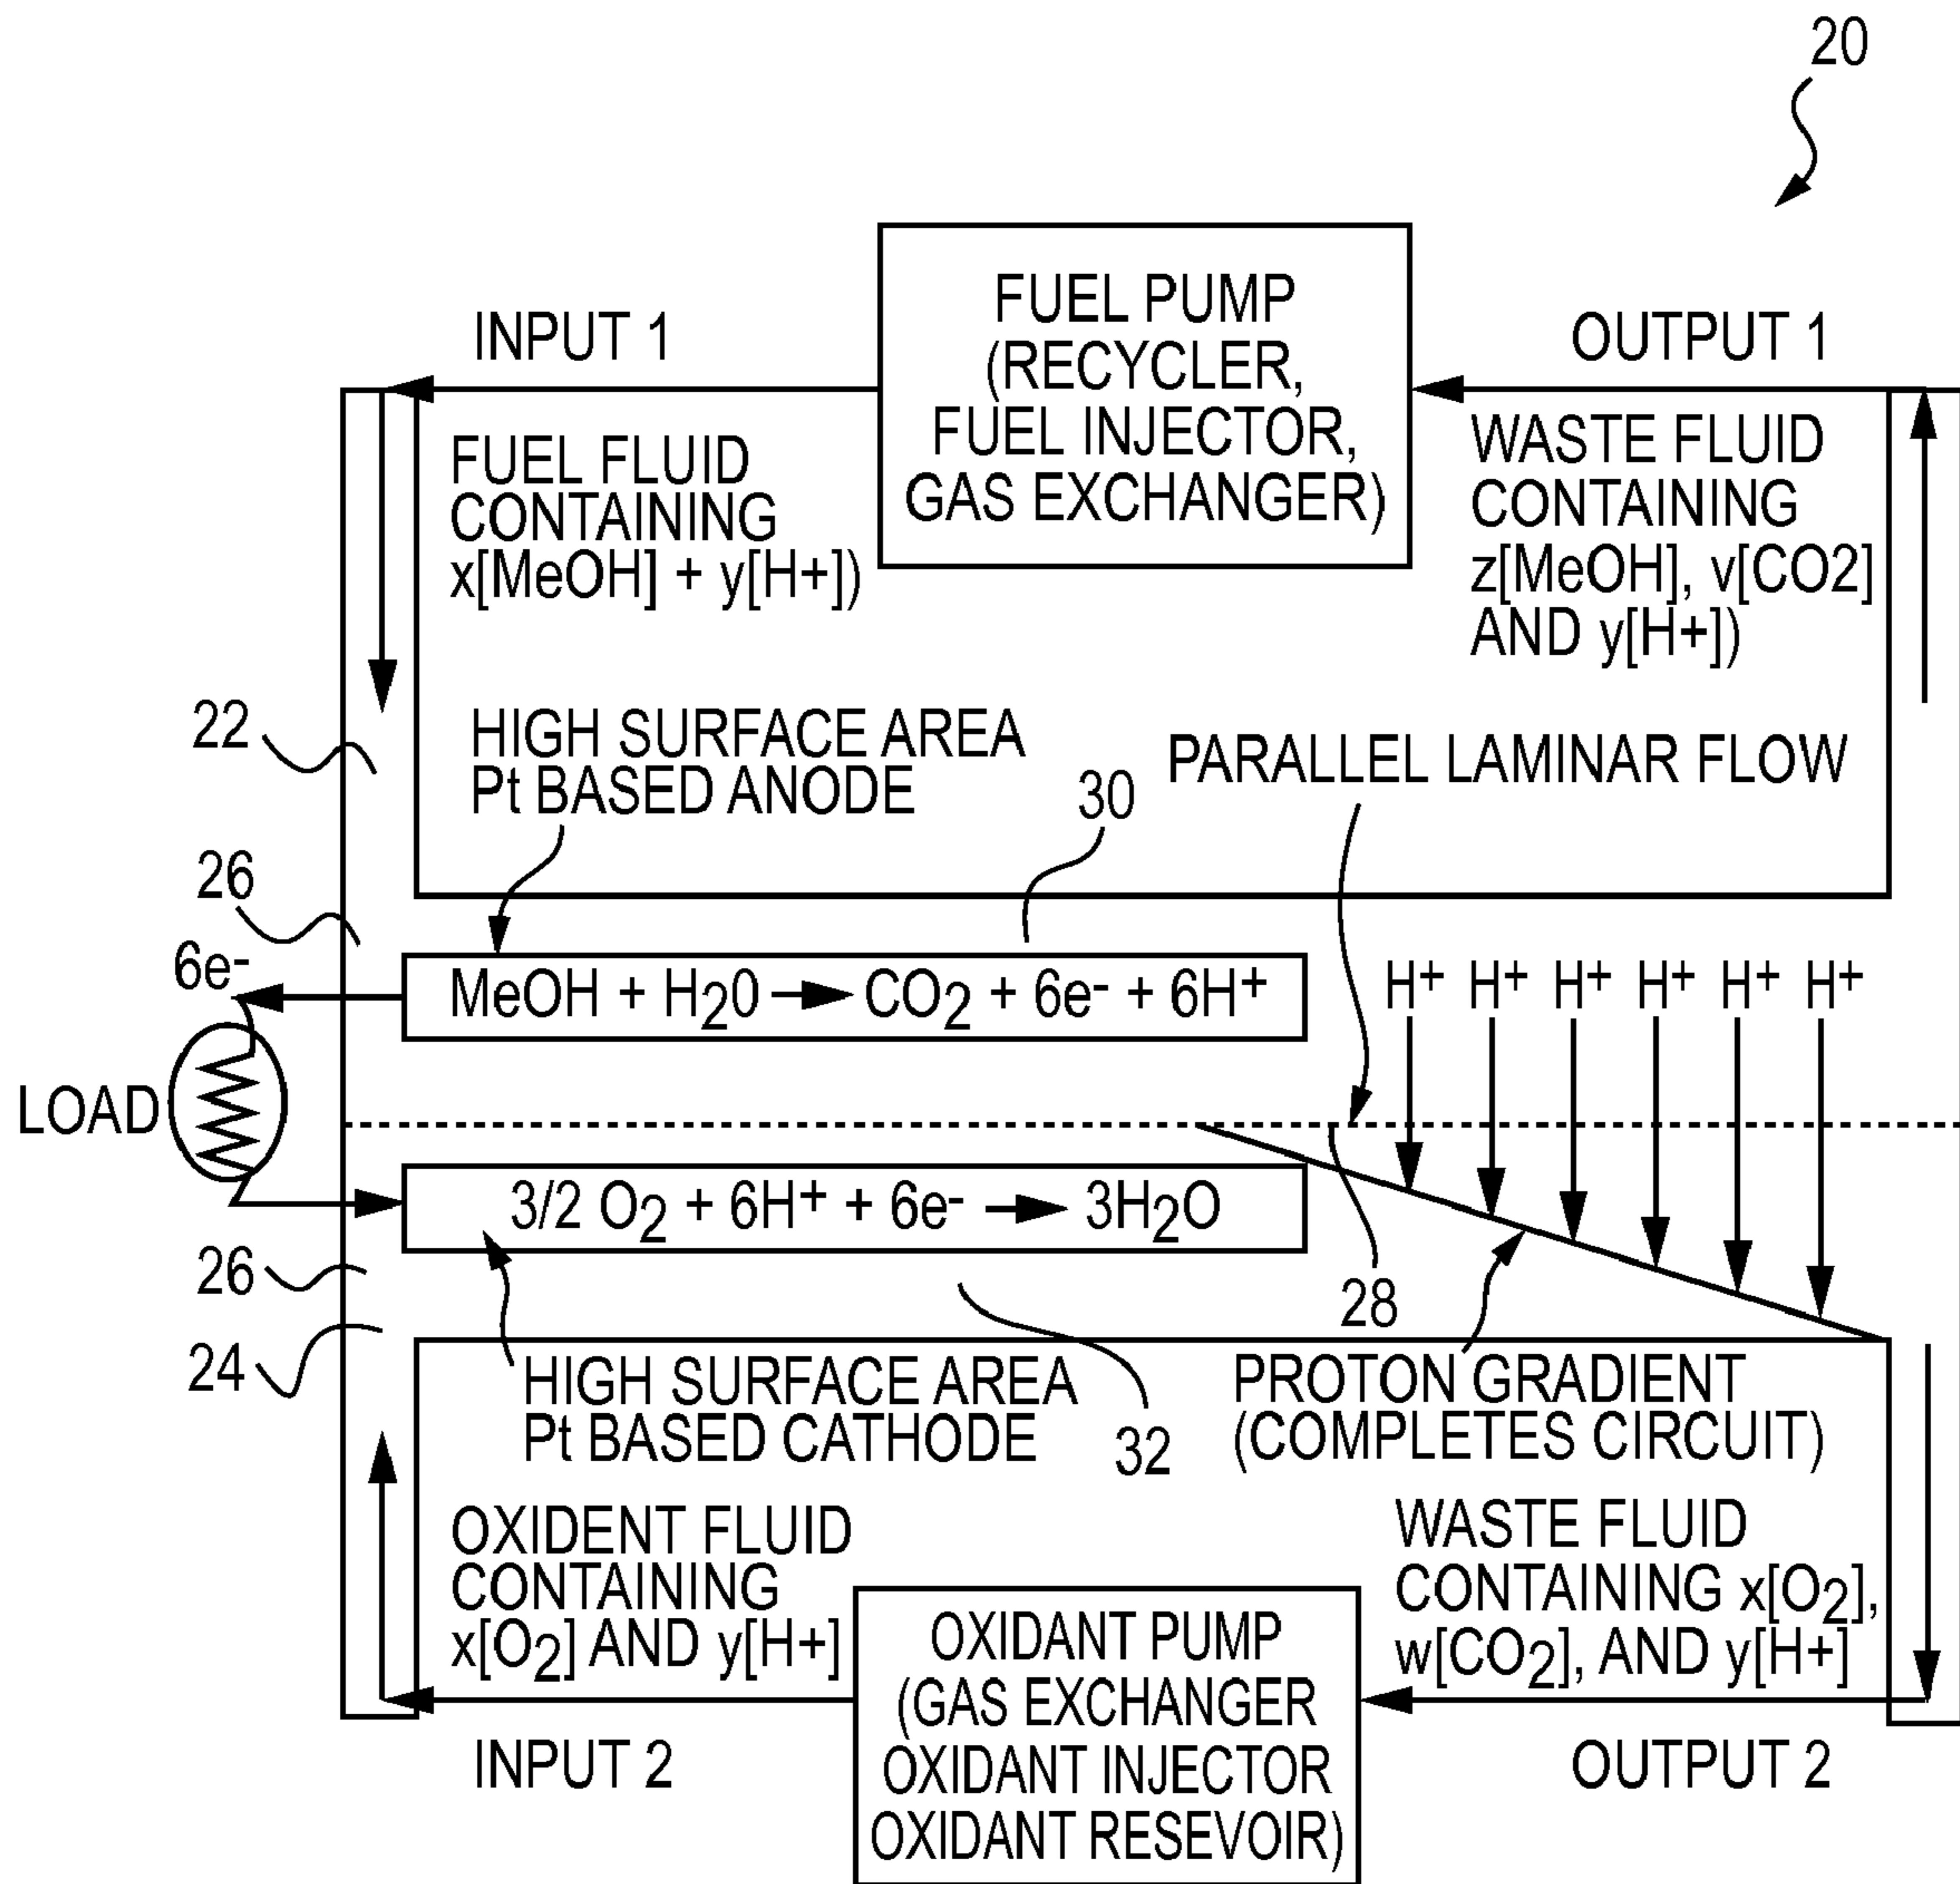 20
INPUT 1
FUEL PUMP
(RECYCLER,
FUEL INJECTOR,
GAS EXCHANGER)
OUTPUT 1
FUEL FLUID
CONTAINING
x[MeOH] + y[H+])
WASTE FLUID
CONTAINING
z[MeOH], v[CO2]
AND y[H+])
22
HIGH SURFACE AREA
Pt BASED ANODE
30
PARALLEL LAMINAR FLOW
26
6e-
MeOH + H20 → CO2 + 6e- + 6H+
H+ H+ H+ H+ H+ H+
LOAD
3/2 O2 + 6H+ + 6e- → 3H2O
26
28
24
HIGH SURFACE AREA
Pt BASED CATHODE
32
PROTON GRADIENT
(COMPLETES CIRCUIT)
OXIDENT FLUID
CONTAINING
x[O2] AND y[H+]
OXIDANT PUMP
(GAS EXCHANGER
OXIDANT INJECTOR
OXIDANT RESEVOIR)
WASTE FLUID
CONTAINING x[O2],
w[CO2], AND y[H+]
INPUT 2
OUTPUT 2